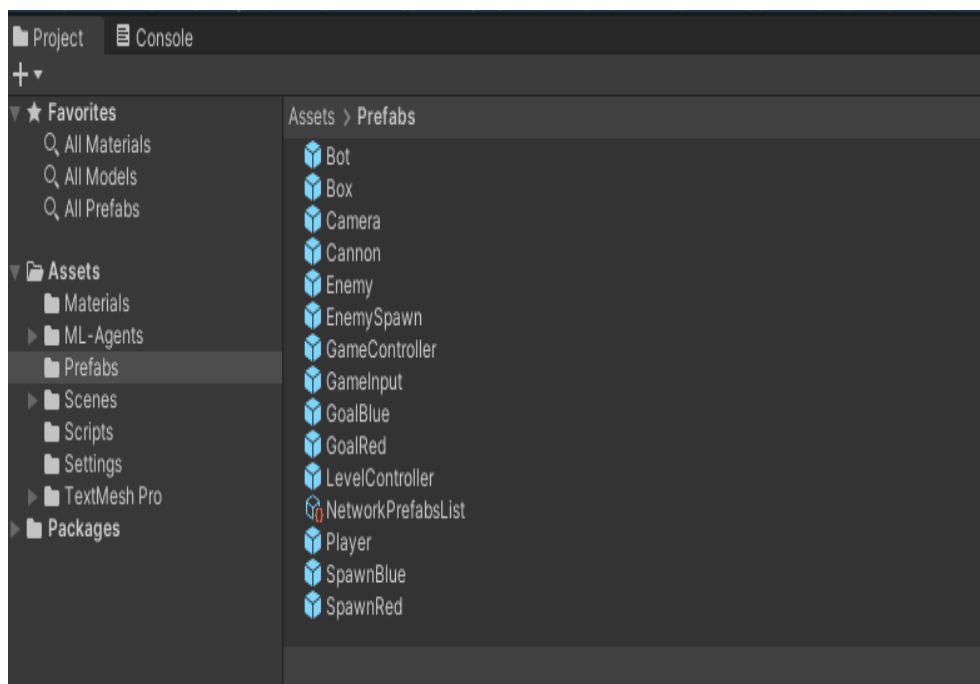 Project Console
Favorites
All Materials
All Models
All Prefabs
Assets
Materials
ML-Agents
Prefabs
Scenes
Scripts
Settings
TextMesh Pro
Packages
Assets > Prefabs
Bot
Box
Camera
Cannon
Enemy
EnemySpawn
GameController
GameInput
GoalBlue
GoalRed
LevelController
NetworkPrefabsList
Player
SpawnBlue
SpawnRed